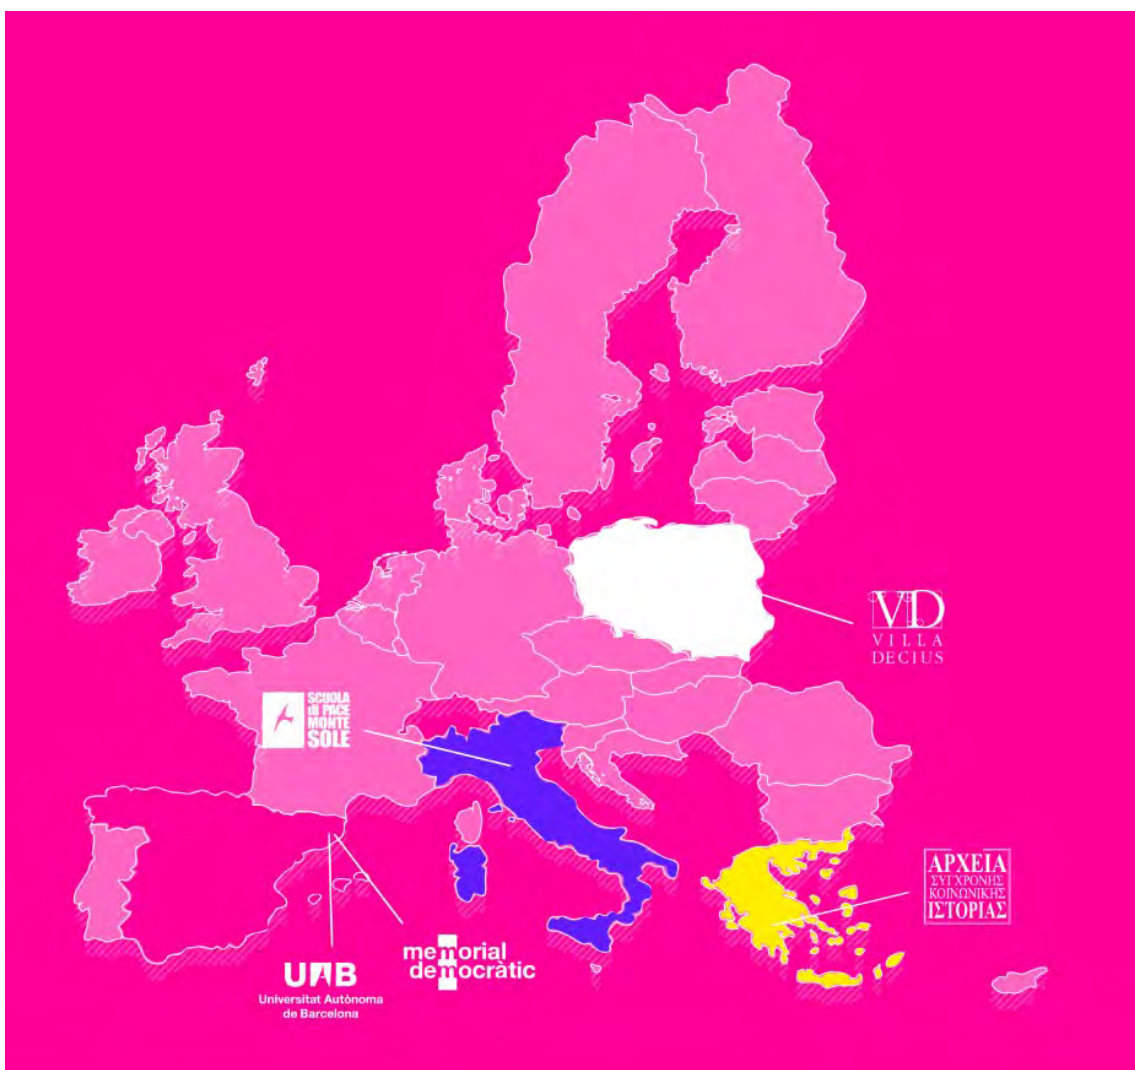 VD
VILLA
DECIUS
SCUOLA
di PACE
MONTE
SOLE
ΑΡΧΕΙΑ
ΣΥΓΧΡΟΝΗΣ
ΚΟΙΝΩΝΙΚΗΣ
ΙΣΤΟΡΙΑΣ
memorial
democràtic
UAB
Universitat Autònoma
de Barcelona